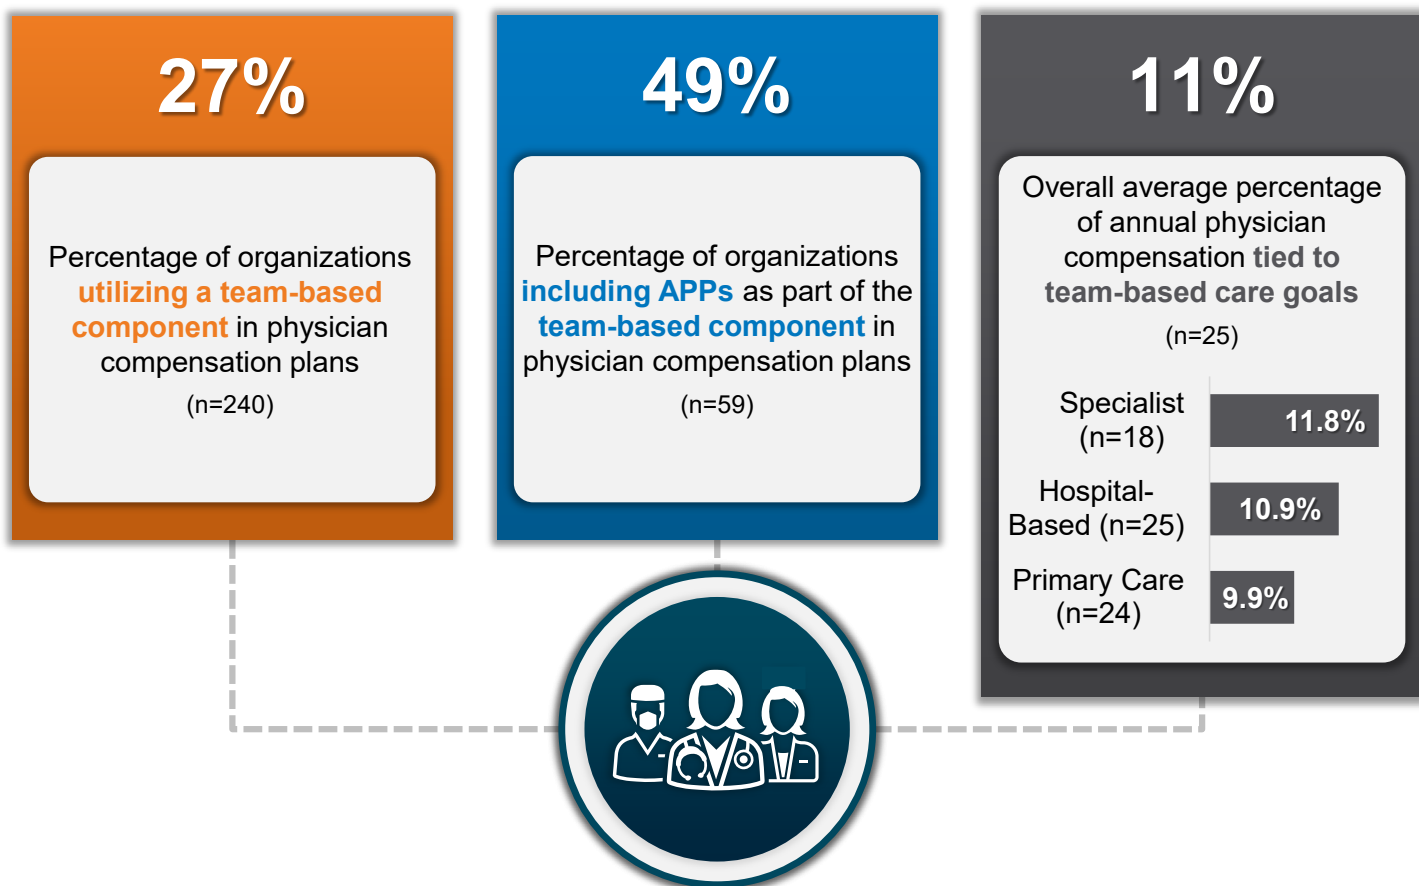 27%
Percentage of organizations
utilizing a team-based
component in physician
compensation plans
(n=240)
49%
Percentage of organizations
including APPs as part of the
team-based component in
physician compensation plans
(n=59)
11%
Overall average percentage
of annual physician
compensation tied to
team-based care goals
(n=25)
Specialist
(n=18)
11.8%
Hospital-
Based (n=25)
10.9%
Primary Care
(n=24)
9.9%